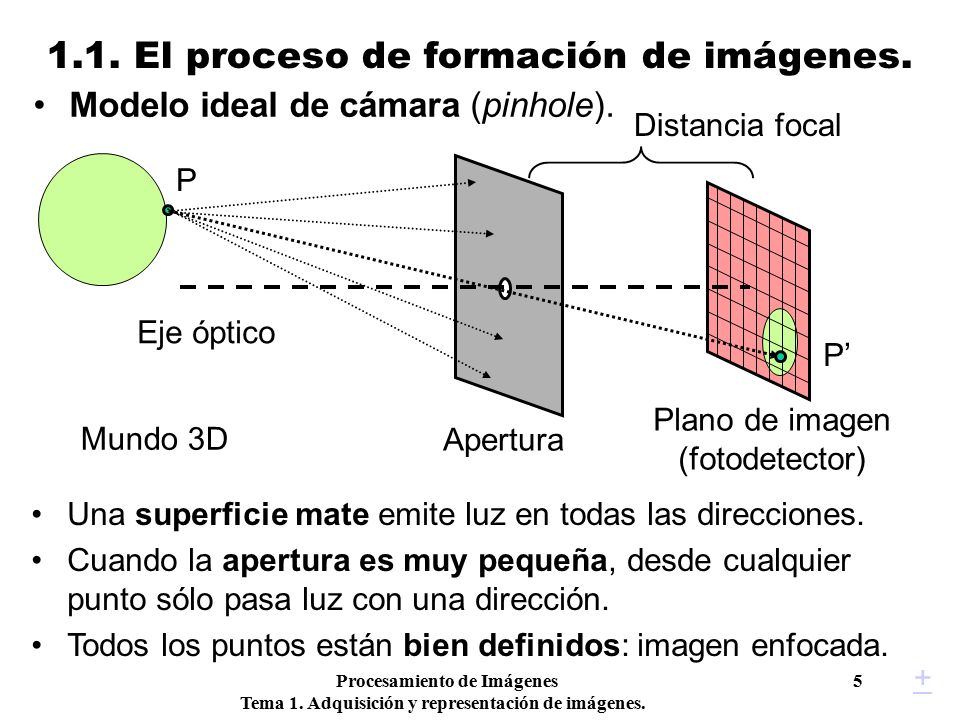 1.1. El proceso de formación de imágenes.
• Modelo ideal de cámara (pinhole).
Distancia focal
P
Eje óptico
P’
Mundo 3D
Apertura
Plano de imagen
(fotodetector)
• Una superficie mate emite luz en todas las direcciones.
• Cuando la apertura es muy pequeña, desde cualquier
punto sólo pasa luz con una dirección.
• Todos los puntos están bien definidos: imagen enfocada.
Procesamiento de Imágenes
Tema 1. Adquisición y representación de imágenes.
5
+